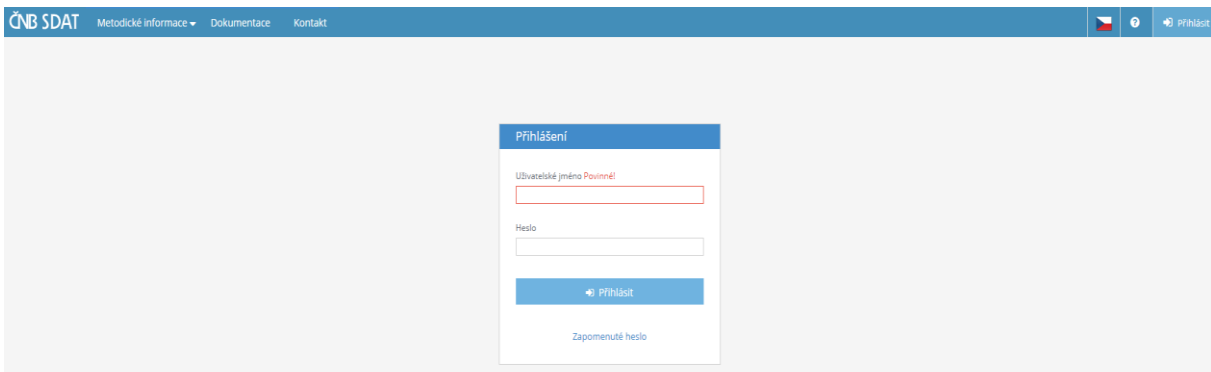 ČNB SDAT Metodické informace Dokumentace Kontakt Přihlásit
Přihlášení
Uživatelské jméno Povinné!
Heslo
Přihlásit
Zapomenuté heslo